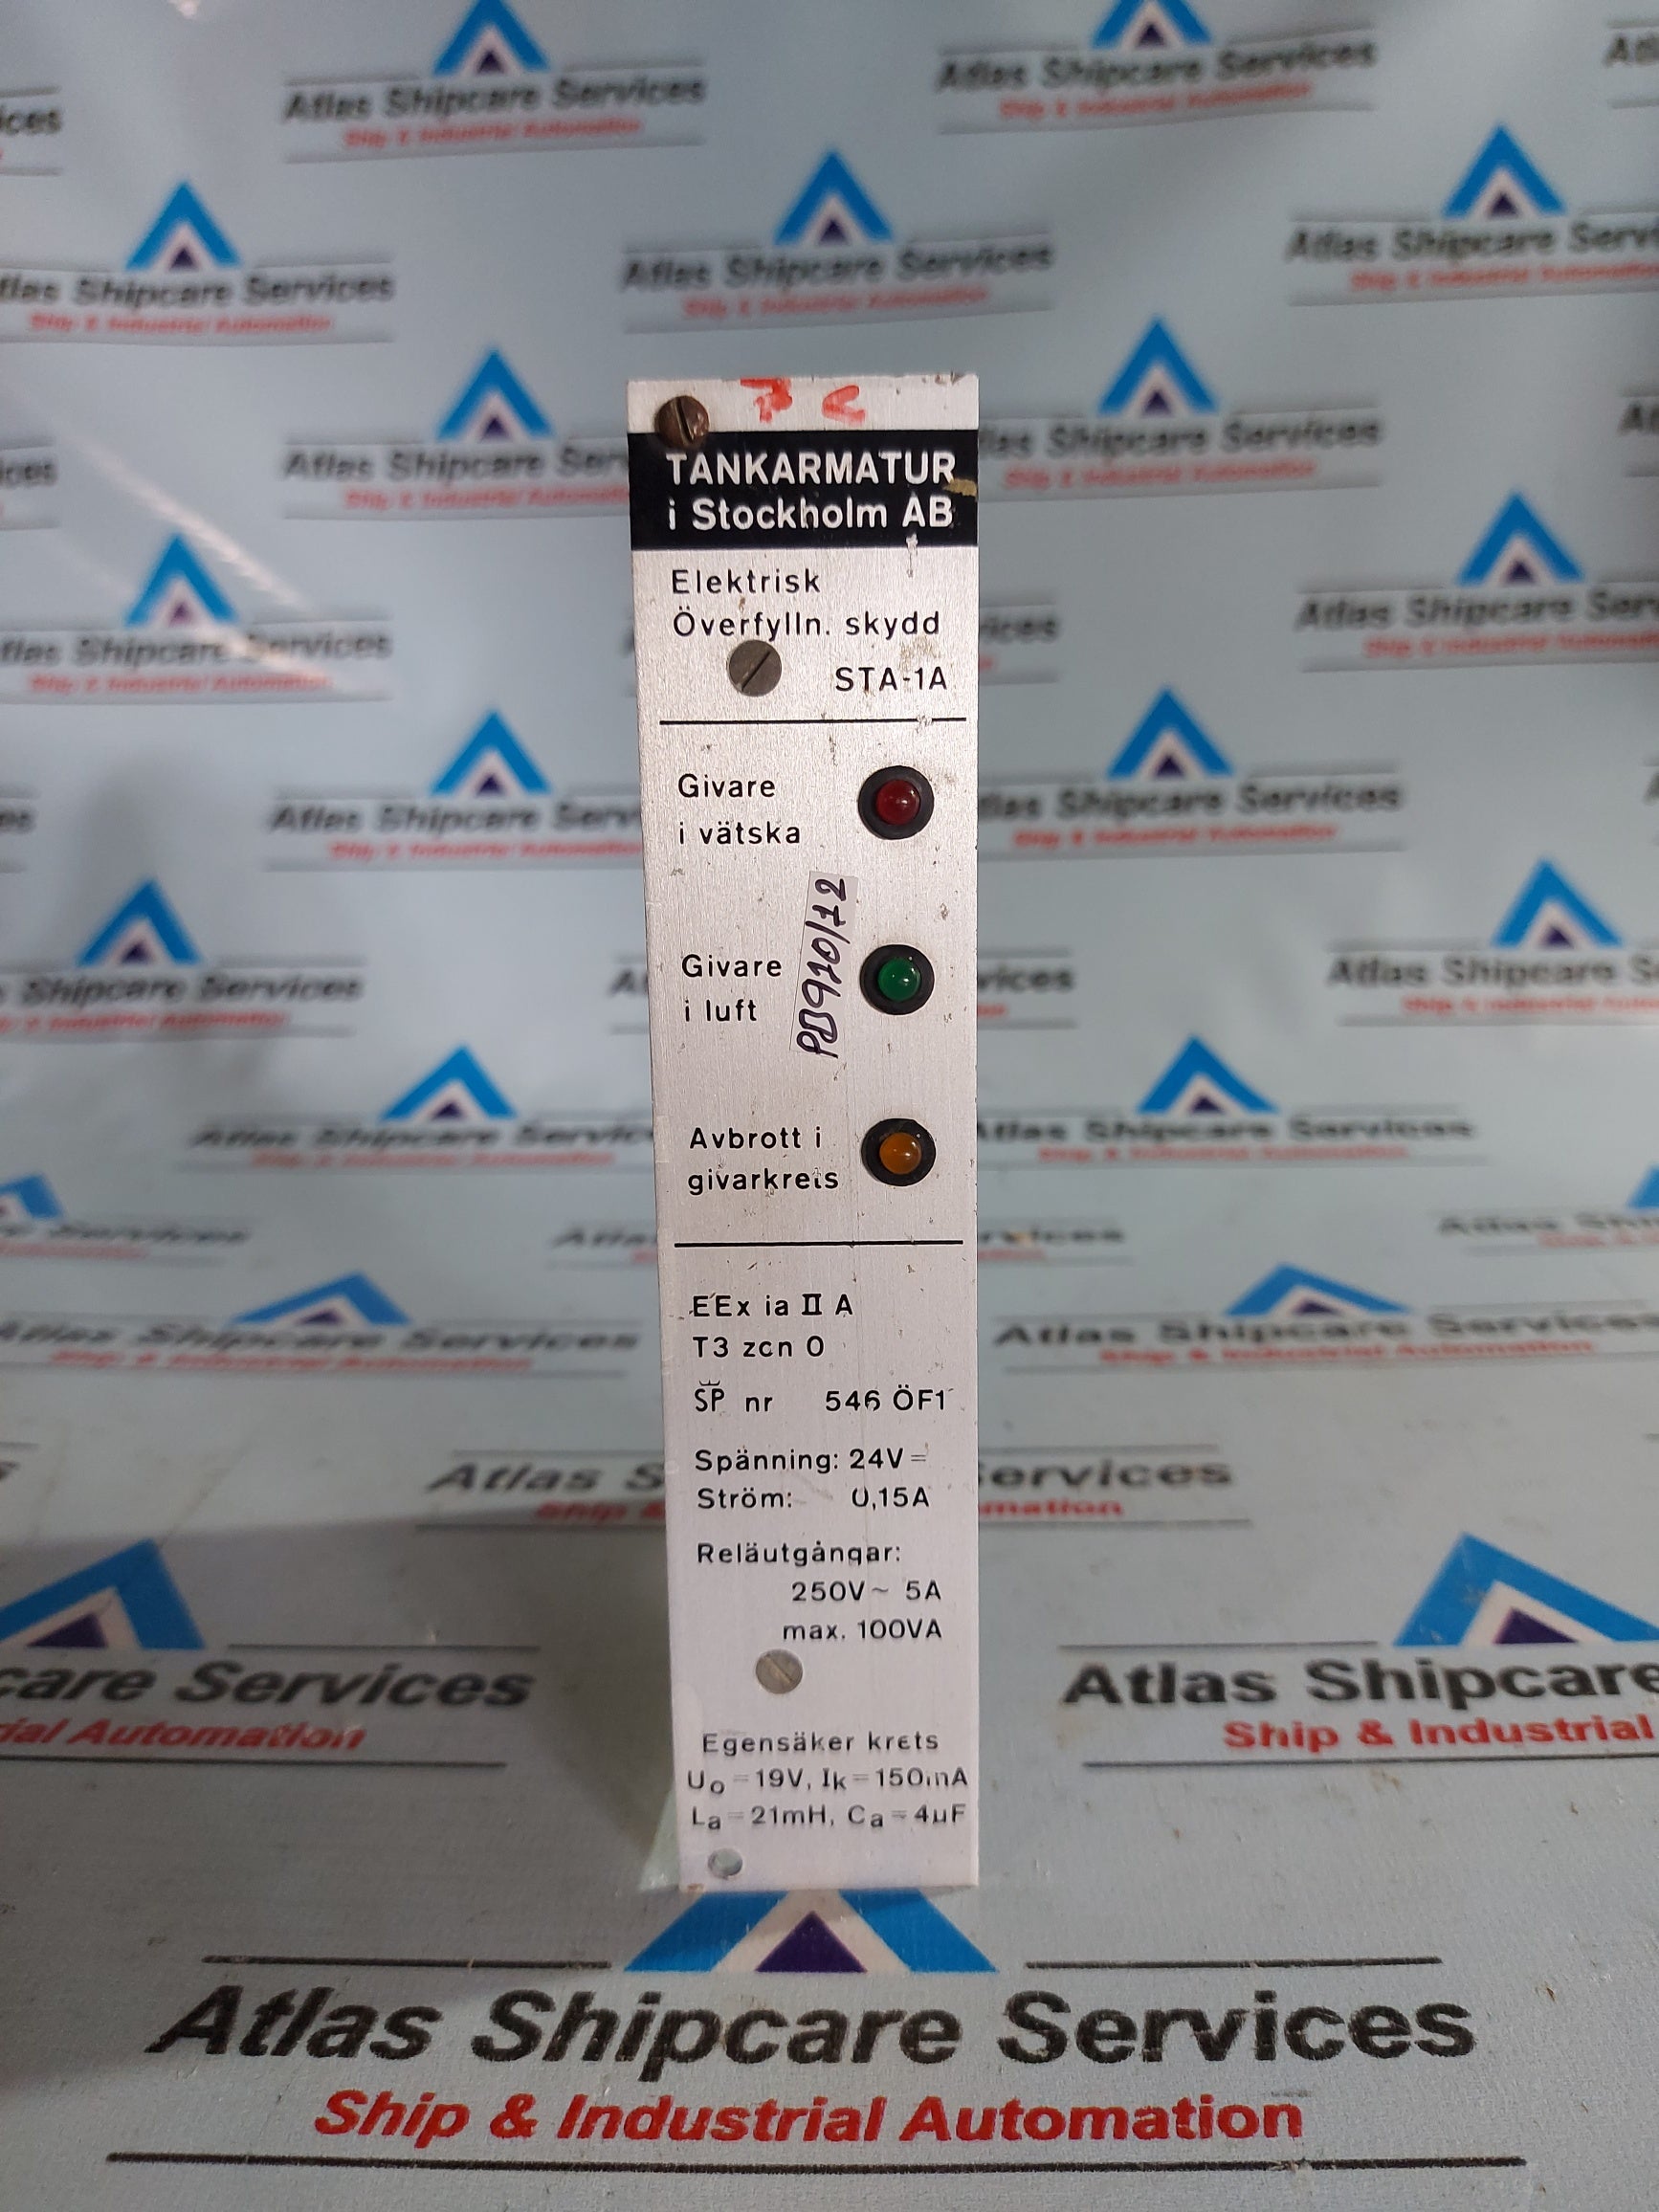 TANKARMATUR
i Stockholm AB
Elektrisk
Överfylln. skydd
STA-1A
Givare
i vätska
Givare
i luft
PB910/12
Avbrott i
givarkrets
EEx ia II A
T3 zcn 0
SP nr 546 ÖF1
Spänning: 24V=
Ström: 0,15A
Reläutgångar:
250V~ 5A
max. 100VA
Egensäker krets
Uo=19V, Ik=150mA
La=21mH, Ca=4µF
Atlas Shipcare Services
Ship & Industrial Automation